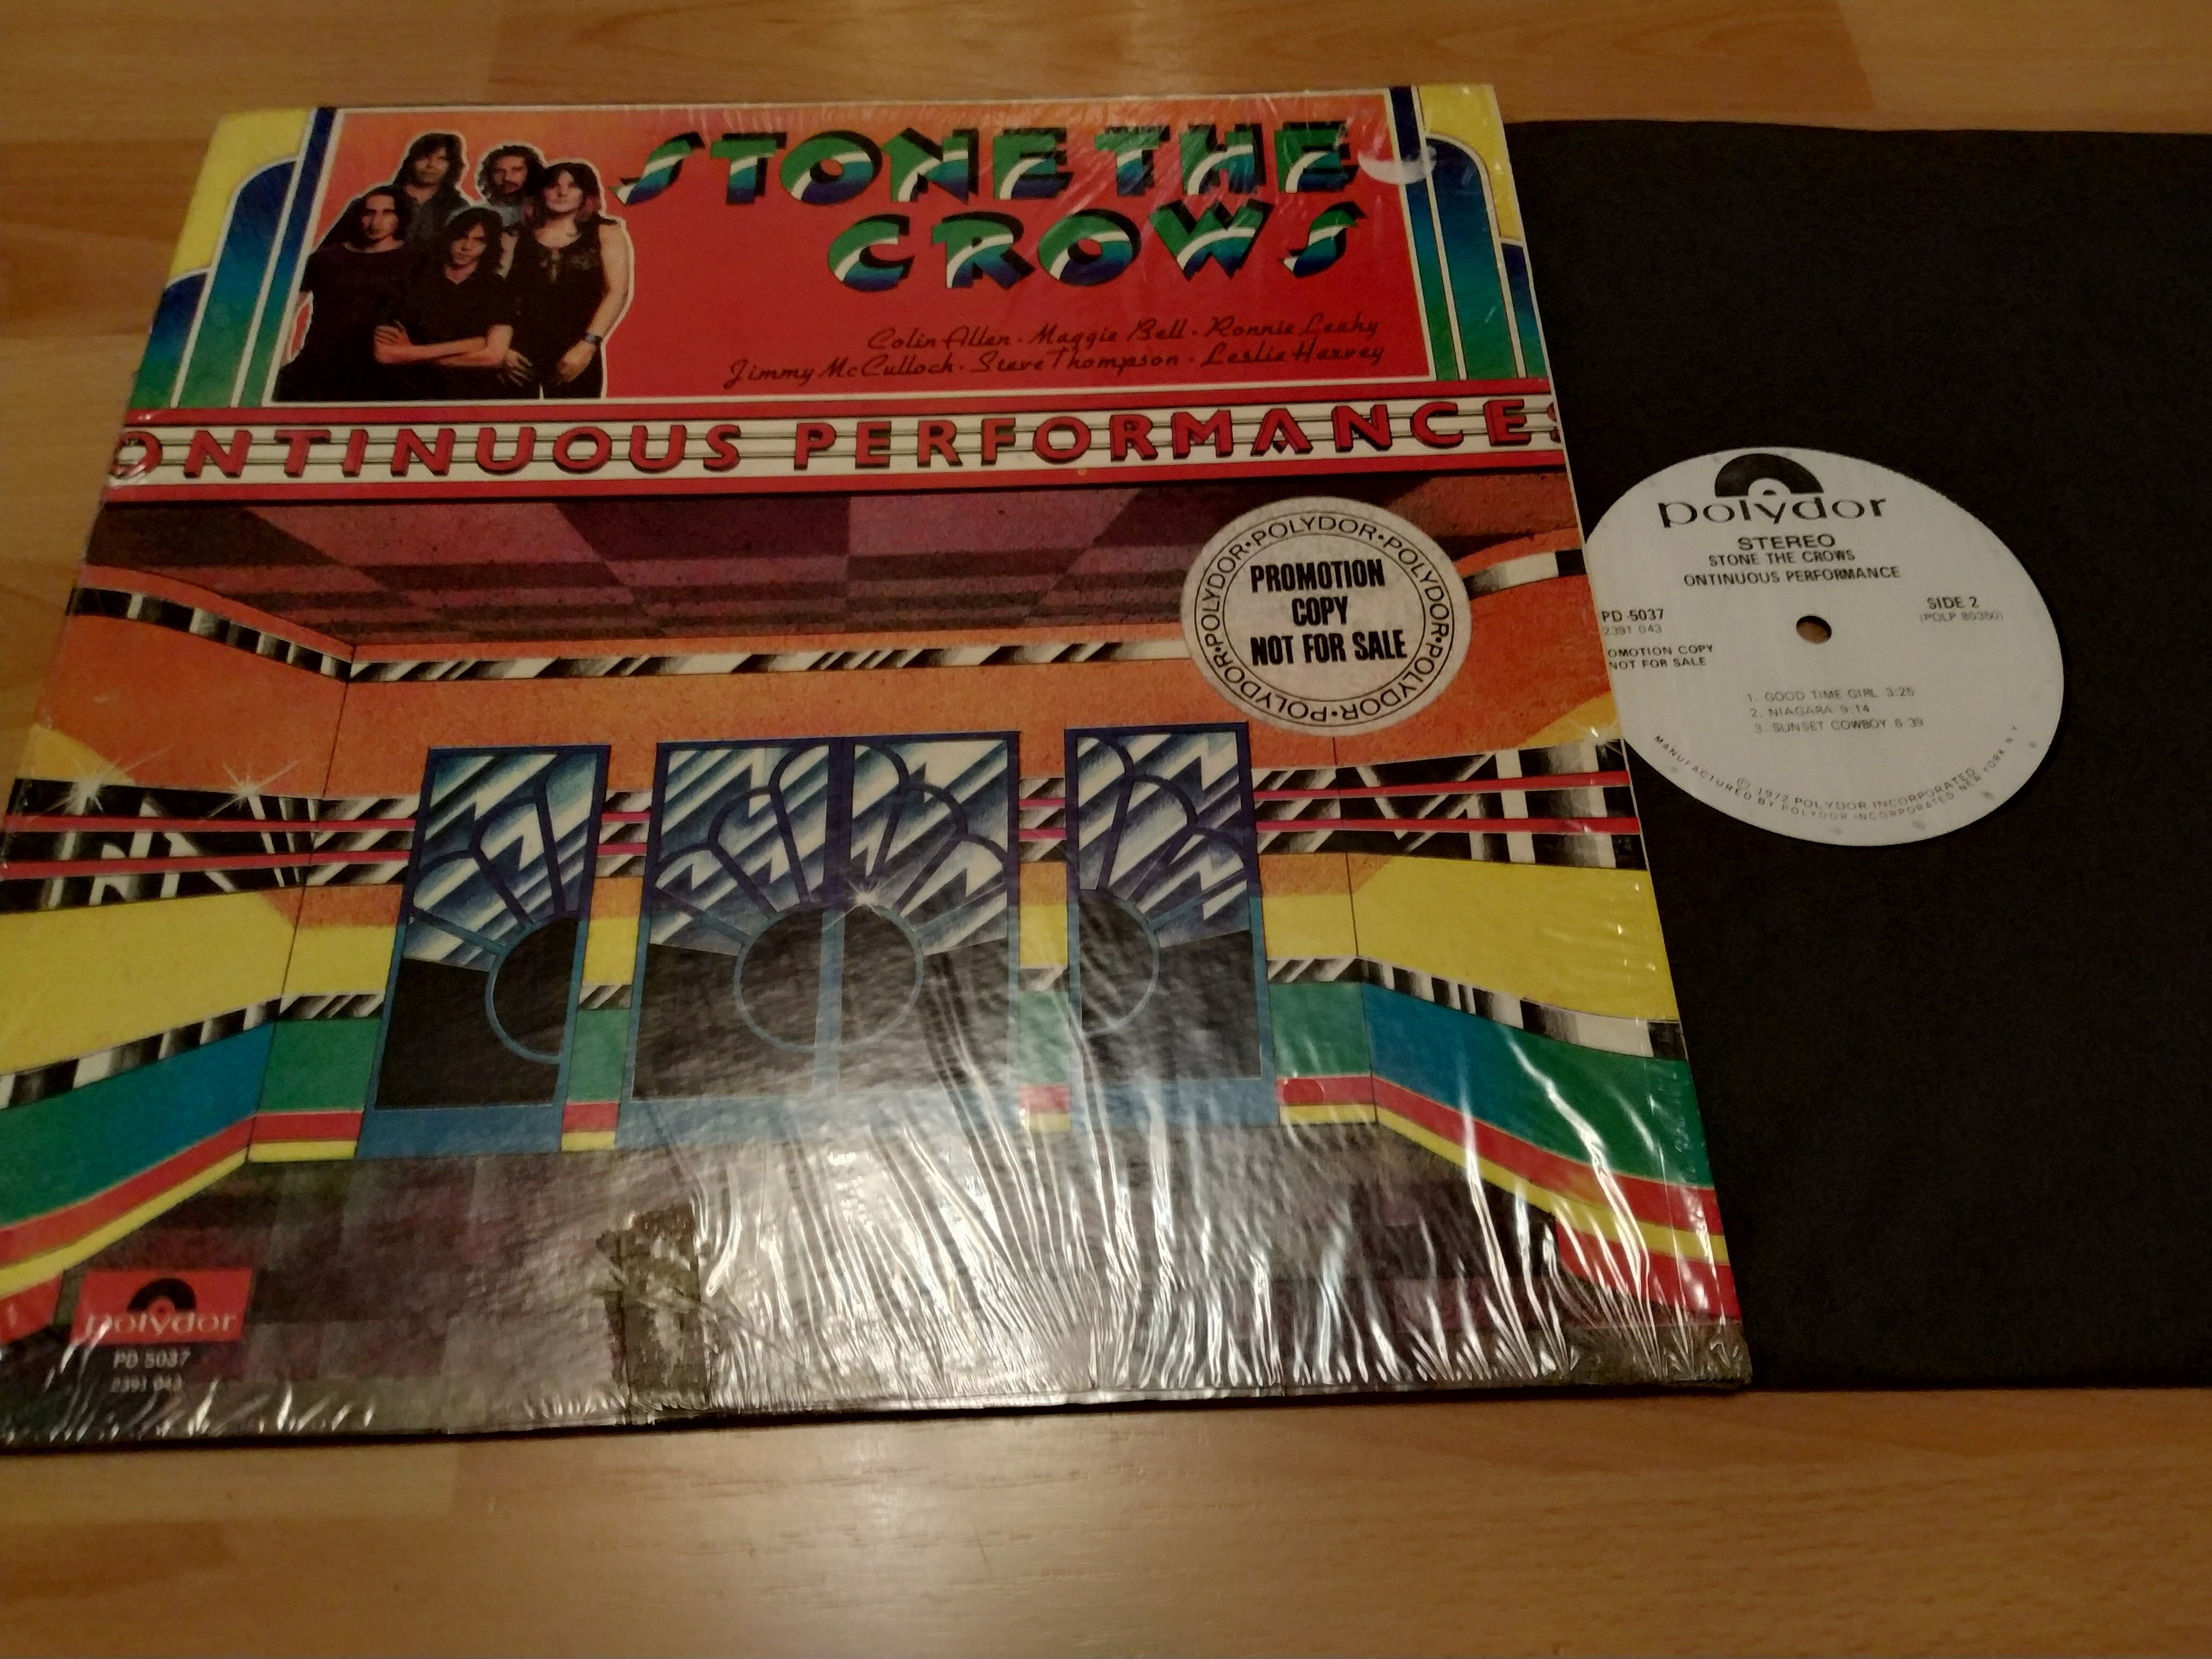 STONE THE
CROWS
Colin Allen · Maggie Bell · Ronnie Leahy
Jimmy McCulloch · Steve Thompson · Leslie Harvey
ONTINUOUS PERFORMANCES
POLYDOR•POLYDOR•POLYDOR•POLYDOR•POLYDOR•POLYDOR•
PROMOTION
COPY
NOT FOR SALE
polydor
PD 5037
2391 043
polydor
STEREO
STONE THE CROWS
ONTINUOUS PERFORMANCE
PD-5037
2391 043
SIDE 2
(PDLP 80350)
OMOTION COPY
NOT FOR SALE
1. GOOD TIME GIRL 3:25
2. NIAGARA 9:14
3. SUNSET COWBOY 6:39
Ⓟ 1972 POLYDOR INCORPORATED
MANUFACTURED BY POLYDOR INCORPORATED NEW YORK N.Y.